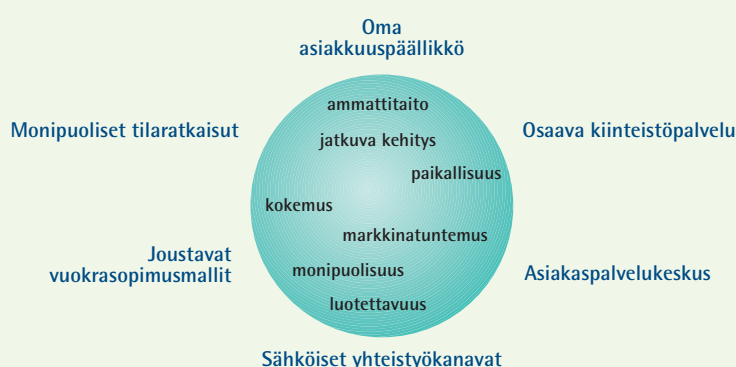 Oma
asiakkuuspäällikkö
ammattitaito
Monipuoliset tilaratkaisut
Osaava kiinteistöpalvelu
jatkuva kehitys
paikallisuus
kokemus
markkinatuntemus
Joustavat
vuokrasopimusmallit
monipuolisuus
Asiakaspalvelukeskus
luotettavuus
Sähköiset yhteistyökanavat